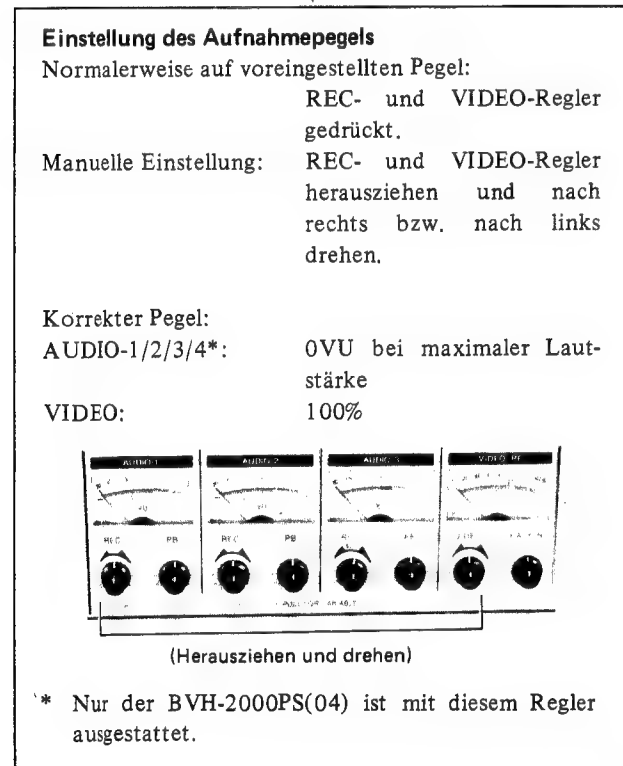 Einstellung des Aufnahmepegels
Normalerweise auf voreingestellten Pegel:
REC- und VIDEO-Regler
gedrückt.
Manuelle Einstellung: REC- und VIDEO-Regler
herausziehen und nach
rechts bzw. nach links
drehen.
Korrekter Pegel:
AUDIO-1/2/3/4*: 0VU bei maximaler Laut-
stärke
VIDEO: 100%
AUDIO 1 AUDIO 2 AUDIO 3 VIDEO RF
VU VU
REC PB REC PB
(Herausziehen und drehen)
* Nur der BVH-2000PS(04) ist mit diesem Regler
ausgestattet.